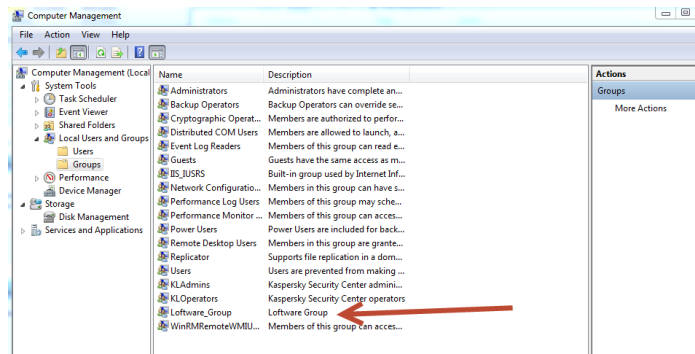 Computer Management
File Action View Help
Computer Management (Local
System Tools
Task Scheduler
Event Viewer
Shared Folders
Local Users and Groups
Users
Groups
Performance
Device Manager
Storage
Disk Management
Services and Applications
Name Description
Administrators Administrators have complete an...
Backup Operators Backup Operators can override se...
Cryptographic Operat... Members are authorized to perfor...
Distributed COM Users Members are allowed to launch, a...
Event Log Readers Members of this group can read e...
Guests Guests have the same access as m...
IIS_IUSRS Built-in group used by Internet Inf...
Network Configuratio... Members in this group can have s...
Performance Log Users Members of this group may sche...
Performance Monitor ... Members of this group can acces...
Power Users Power Users are included for back...
Remote Desktop Users Members in this group are grante...
Replicator Supports file replication in a dom...
Users Users are prevented from making ...
KLAdmins Kaspersky Security Center admini...
KLOperators Kaspersky Security Center operators
Loftware_Group Loftware Group
WinRMRemoteWMIU... Members of this group can acces...
Actions
Groups
More Actions